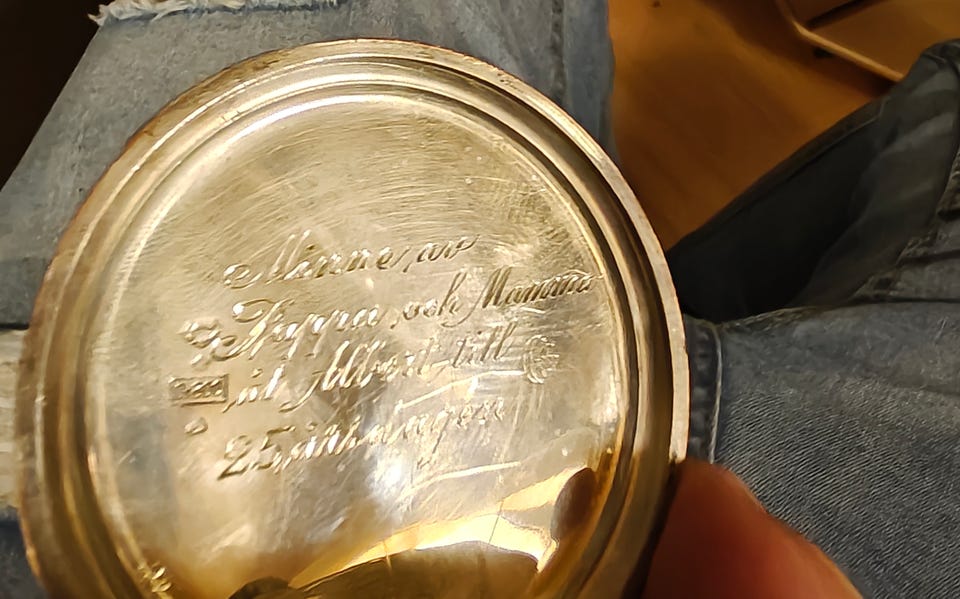 Minne av
Pappa och Mamma
åt Albert till
25 årsdagen